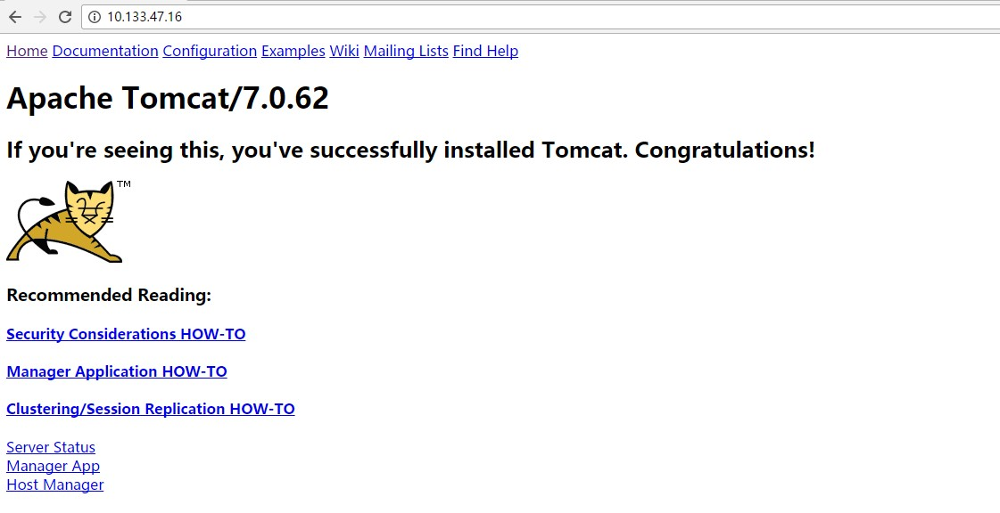 10.133.47.16
Home Documentation Configuration Examples Wiki Mailing Lists Find Help
Apache Tomcat/7.0.62
If you're seeing this, you've successfully installed Tomcat. Congratulations!
TM
Recommended Reading:
Security Considerations HOW-TO
Manager Application HOW-TO
Clustering/Session Replication HOW-TO
Server Status
Manager App
Host Manager